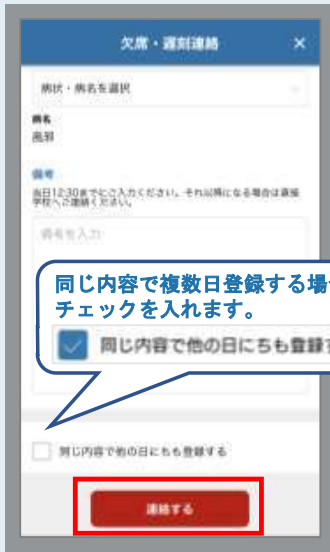 欠席・遅刻連絡 ×
病状・病名を選択
病名
風邪
備考
当日12:30までにご入力ください。それ以降になる場合は直接
学校へご連絡ください。
備考を入力
同じ内容で複数日登録する場
チェックを入れます。
同じ内容で他の日にちも登録
同じ内容で他の日にちも登録する
連絡する